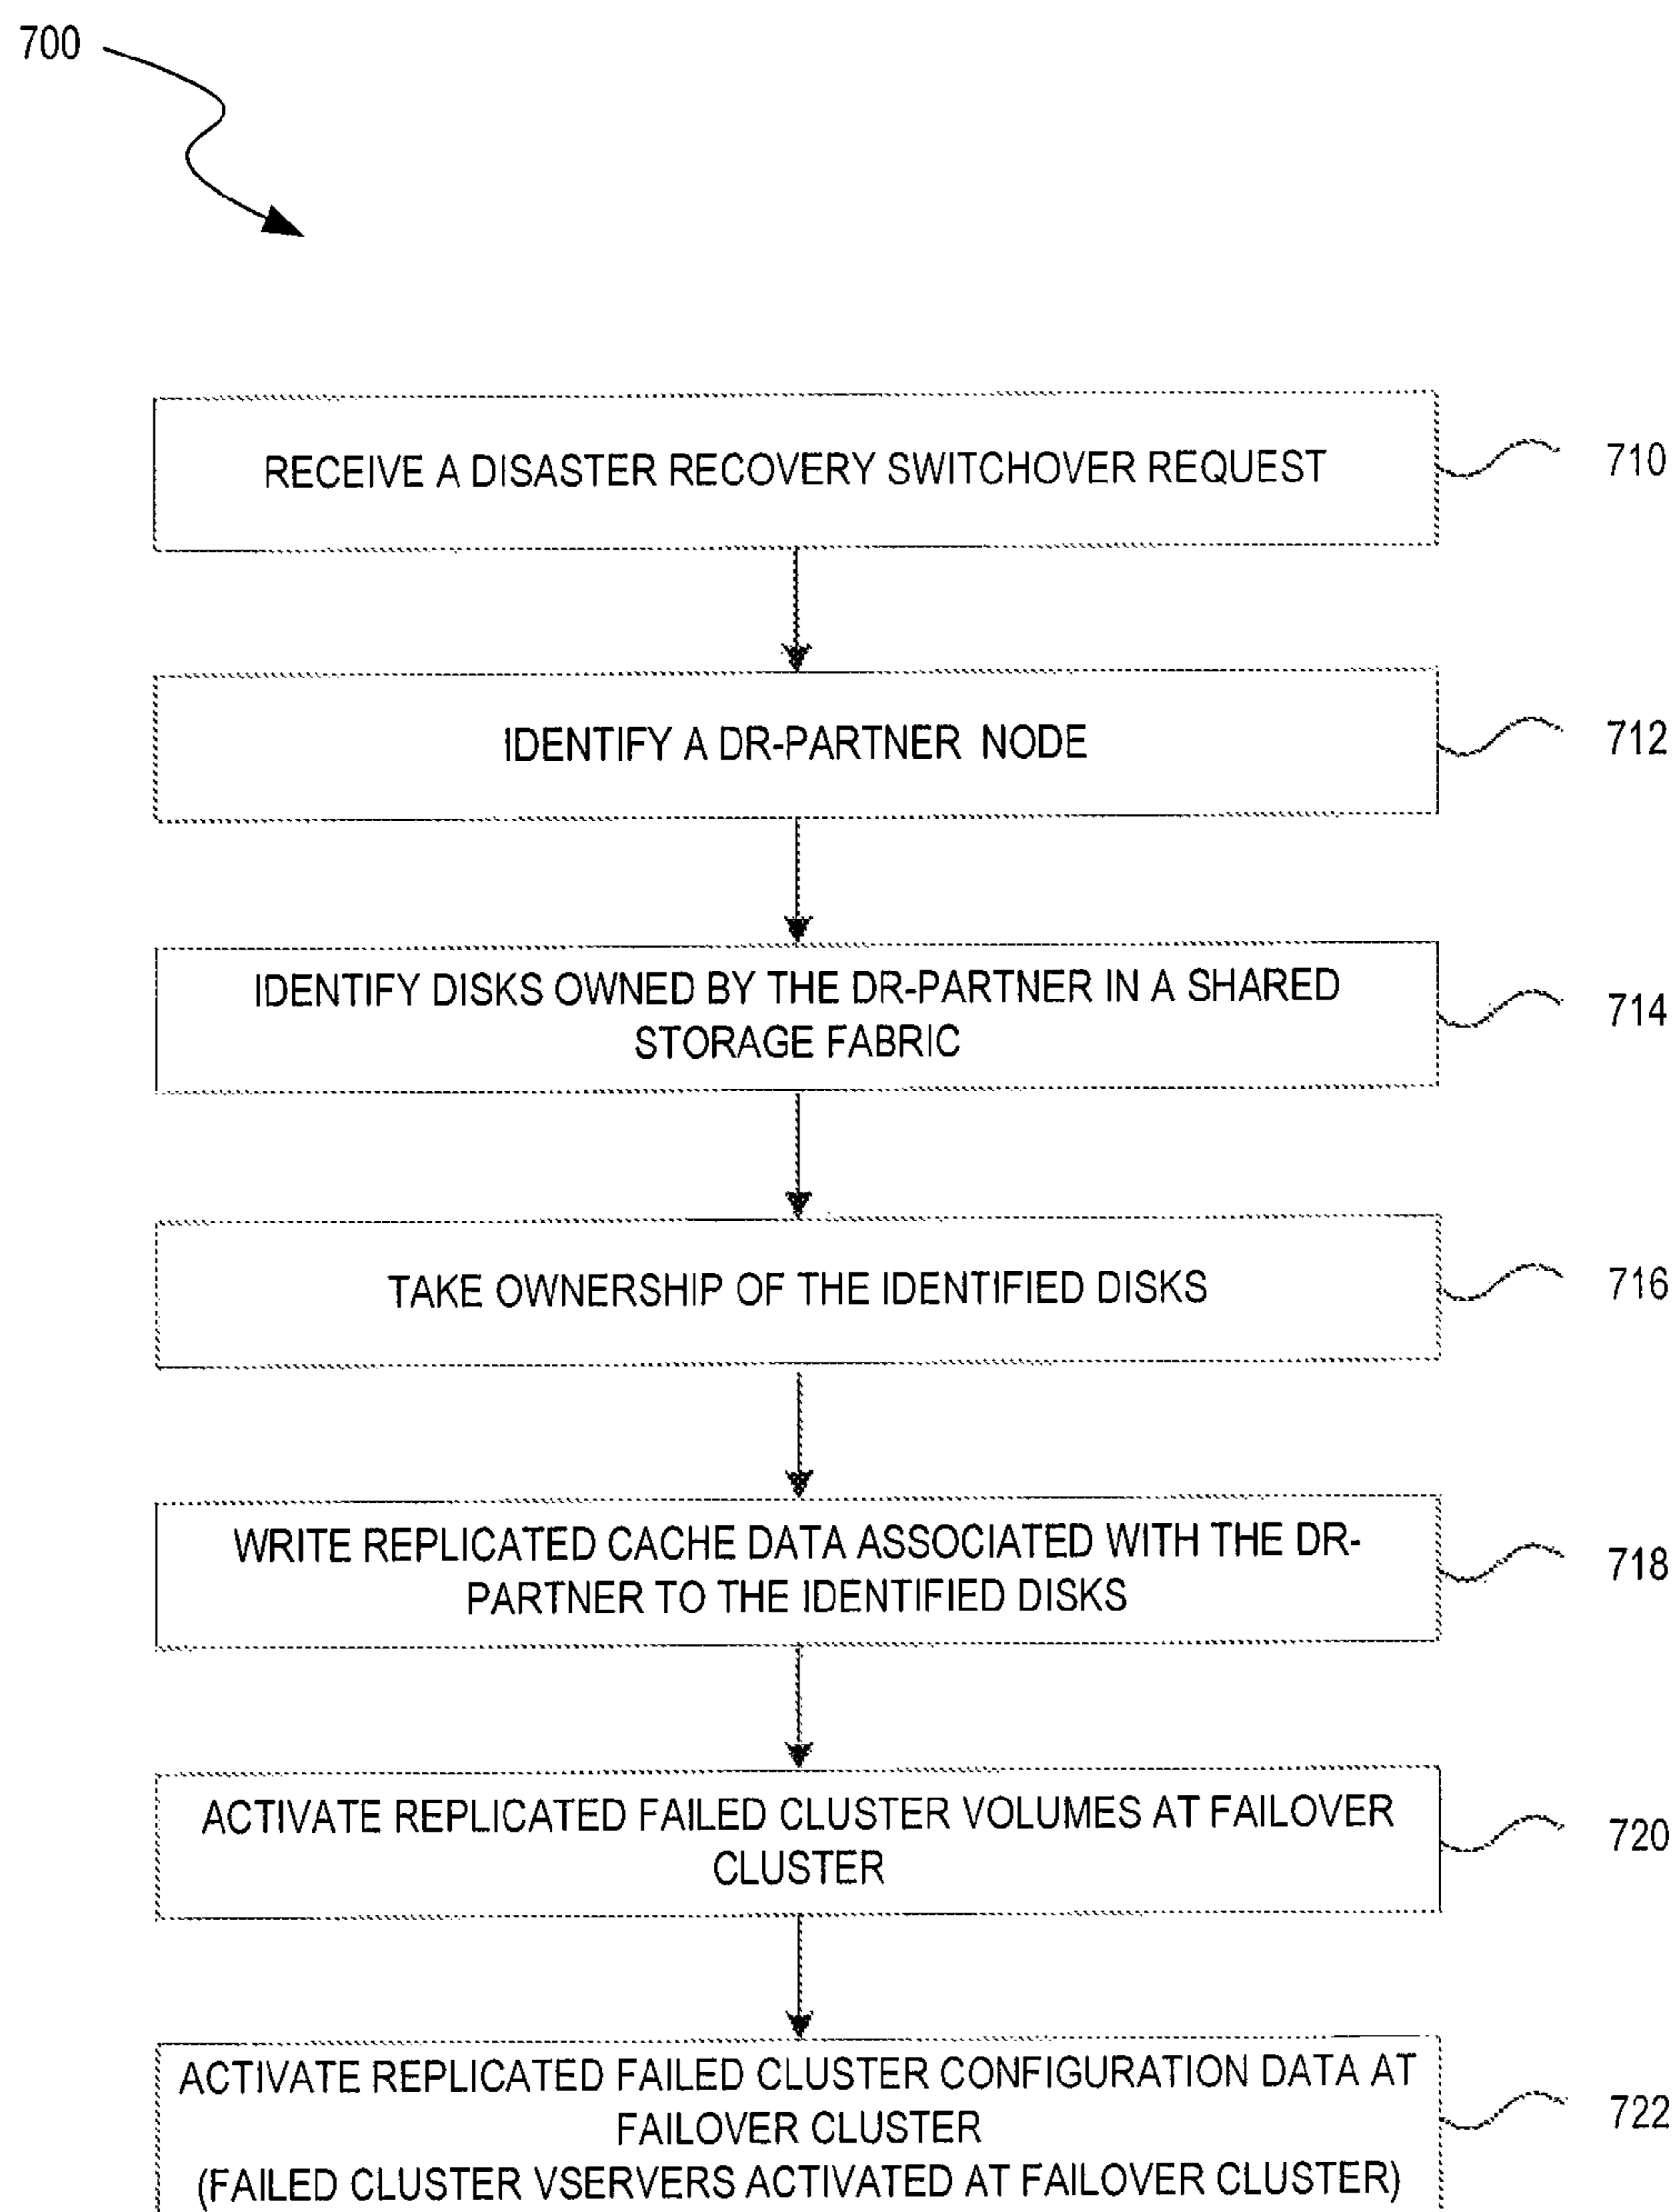 700
RECEIVE A DISASTER RECOVERY SWITCHOVER REQUEST
710
IDENTIFY A DR-PARTNER NODE
712
IDENTIFY DISKS OWNED BY THE DR-PARTNER IN A SHARED
STORAGE FABRIC
714
TAKE OWNERSHIP OF THE IDENTIFIED DISKS
716
WRITE REPLICATED CACHE DATA ASSOCIATED WITH THE DR-
PARTNER TO THE IDENTIFIED DISKS
718
ACTIVATE REPLICATED FAILED CLUSTER VOLUMES AT FAILOVER
CLUSTER
720
ACTIVATE REPLICATED FAILED CLUSTER CONFIGURATION DATA AT
FAILOVER CLUSTER
(FAILED CLUSTER VSERVERS ACTIVATED AT FAILOVER CLUSTER)
722